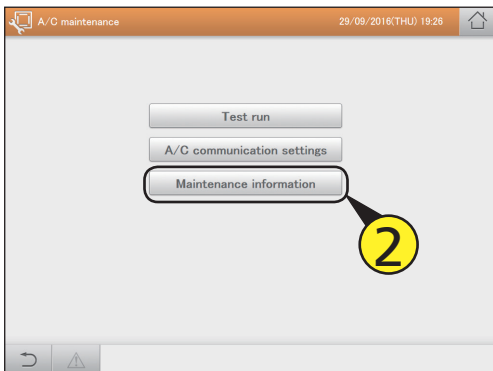 A/C maintenance 29/09/2016(THU) 19:26
Test run
A/C communication settings
Maintenance information
2